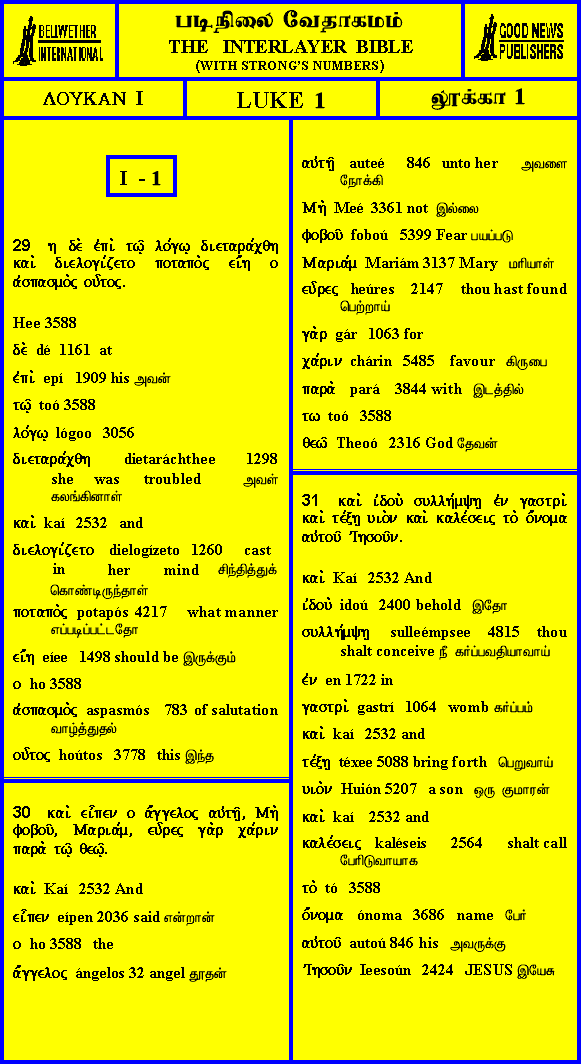 BELLWETHER
INTERNATIONAL
படிநிலை வேதாகமம்
THE INTERLAYER BIBLE
(WITH STRONG'S NUMBERS)
GOOD NEWS
PUBLISHERS
ΛΟΥΚΑΝ I
LUKE 1
லூக்கா 1
I - 1
29 η δὲ ἐπὶ τῷ λόγῳ διεταράχθη
καὶ διελογίζετο ποταπὸς εἴη ο
ἀσπασμὸς οὗτος.
Hee 3588
δὲ dé 1161 at
ἐπὶ epí 1909 his அவன்
τῷ toó 3588
λόγῳ lógoo 3056
διεταράχθη dietaráchthee 1298
she was troubled அவள்
கலங்கினாள்
καὶ kaí 2532 and
διελογίζετο dielogízeto 1260 cast
in her mind சிந்தித்துக்
கொண்டிருந்தாள்
ποταπὸς potapós 4217 what manner
எப்படிப்பட்டதோ
εἴη eíee 1498 should be இருக்கும்
ο ho 3588
ἀσπασμὸς aspasmós 783 of salutation
வாழ்த்துதல்
οὗτος hoútos 3778 this இந்த
30 καὶ εἶπεν ο ἄγγελος αὐτῇ, Μὴ
φοβοῦ, Μαριάμ, εὗρες γὰρ χάριν
παρὰ τῷ θεῷ.
καὶ Kaí 2532 And
εἶπεν eípen 2036 said என்றான்
ο ho 3588 the
ἄγγελος ángelos 32 angel தூதன்
αὐτῇ auteé 846 unto her அவளை
நோக்கி
Μὴ Meé 3361 not இல்லை
φοβοῦ foboú 5399 Fear பயப்படு
Μαριάμ Mariám 3137 Mary மரியாள்
εὗρες heúres 2147 thou hast found
பெற்றாய்
γὰρ gár 1063 for
χάριν chárin 5485 favour கிருபை
παρὰ pará 3844 with இடத்தில்
τω toó 3588
θεῶ Theoó 2316 God தேவன்
31 καὶ ἰδοὺ συλλήμψῃ ἐν γαστρὶ
καὶ τέξῃ υιὸν καὶ καλέσεις τὸ ὄνομα
αὐτοῦ Ἰησοῦν.
καὶ Kaí 2532 And
ἰδοὺ idoú 2400 behold இதோ
συλλήμψῃ sulleémpsee 4815 thou
shalt conceive நீ கர்ப்பவதியாவாய்
ἐν en 1722 in
γαστρὶ gastrí 1064 womb கர்ப்பம்
καὶ kaí 2532 and
τέξῃ téxee 5088 bring forth பெறுவாய்
υιὸν Huión 5207 a son ஒரு குமாரன்
καὶ kaí 2532 and
καλέσεις kaléseis 2564 shalt call
பேரிடுவாயாக
τὸ tó 3588
ὄνομα ónoma 3686 name பேர்
αὐτοῦ autoú 846 his அவருக்கு
Ἰησοῦν Ieesoún 2424 JESUS இயேசு